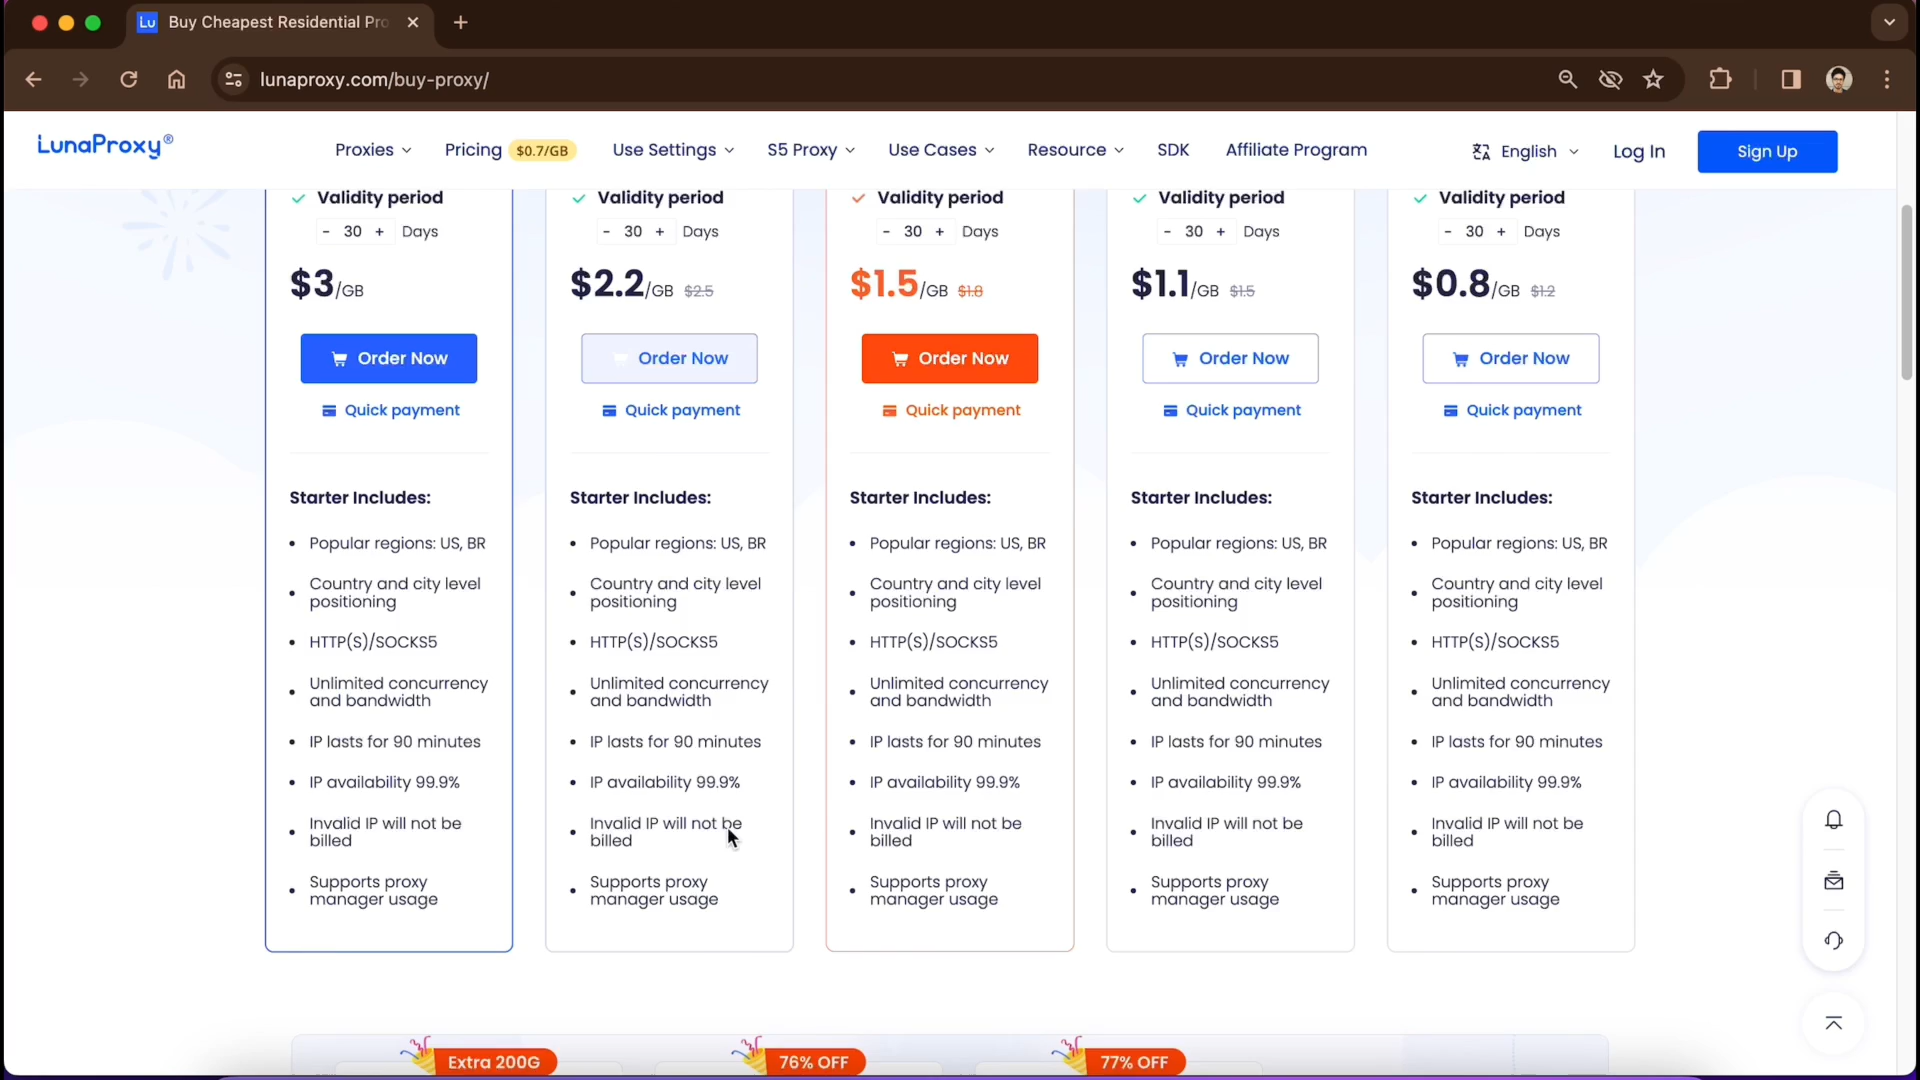 Lu Buy Cheapest Residential Pro
lunaproxy.com/buy-proxy/
LunaProxy®
Proxies
Pricing $0.7/GB
Use Settings
S5 Proxy
Use Cases
Resource
SDK
Affiliate Program
English
Log In
Sign Up
Validity period
- 30 + Days
$3/GB
Order Now
Quick payment
Starter Includes:
• Popular regions: US, BR
• Country and city level
positioning
• HTTP(S)/SOCKS5
• Unlimited concurrency
and bandwidth
• IP lasts for 90 minutes
• IP availability 99.9%
• Invalid IP will not be
billed
• Supports proxy
manager usage
Validity period
- 30 + Days
$2.2/GB $2.5
Order Now
Quick payment
Starter Includes:
• Popular regions: US, BR
• Country and city level
positioning
• HTTP(S)/SOCKS5
• Unlimited concurrency
and bandwidth
• IP lasts for 90 minutes
• IP availability 99.9%
• Invalid IP will not be
billed
• Supports proxy
manager usage
Validity period
- 30 + Days
$1.5/GB $1.8
Order Now
Quick payment
Starter Includes:
• Popular regions: US, BR
• Country and city level
positioning
• HTTP(S)/SOCKS5
• Unlimited concurrency
and bandwidth
• IP lasts for 90 minutes
• IP availability 99.9%
• Invalid IP will not be
billed
• Supports proxy
manager usage
Validity period
- 30 + Days
$1.1/GB $1.5
Order Now
Quick payment
Starter Includes:
• Popular regions: US, BR
• Country and city level
positioning
• HTTP(S)/SOCKS5
• Unlimited concurrency
and bandwidth
• IP lasts for 90 minutes
• IP availability 99.9%
• Invalid IP will not be
billed
• Supports proxy
manager usage
Validity period
- 30 + Days
$0.8/GB $1.2
Order Now
Quick payment
Starter Includes:
• Popular regions: US, BR
• Country and city level
positioning
• HTTP(S)/SOCKS5
• Unlimited concurrency
and bandwidth
• IP lasts for 90 minutes
• IP availability 99.9%
• Invalid IP will not be
billed
• Supports proxy
manager usage
Extra 200G
76% OFF
77% OFF